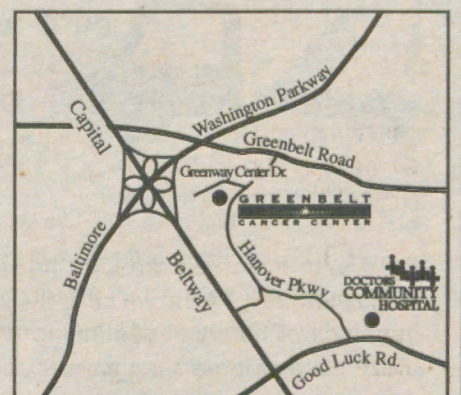 Capital
Washington Parkway
Greenbelt Road
Greenway Center Dr.
GREENBELT
CANCER CENTER
Baltimore
Beltway
Hanover Pkwy
DOCTORS
COMMUNITY
HOSPITAL
Good Luck Rd.